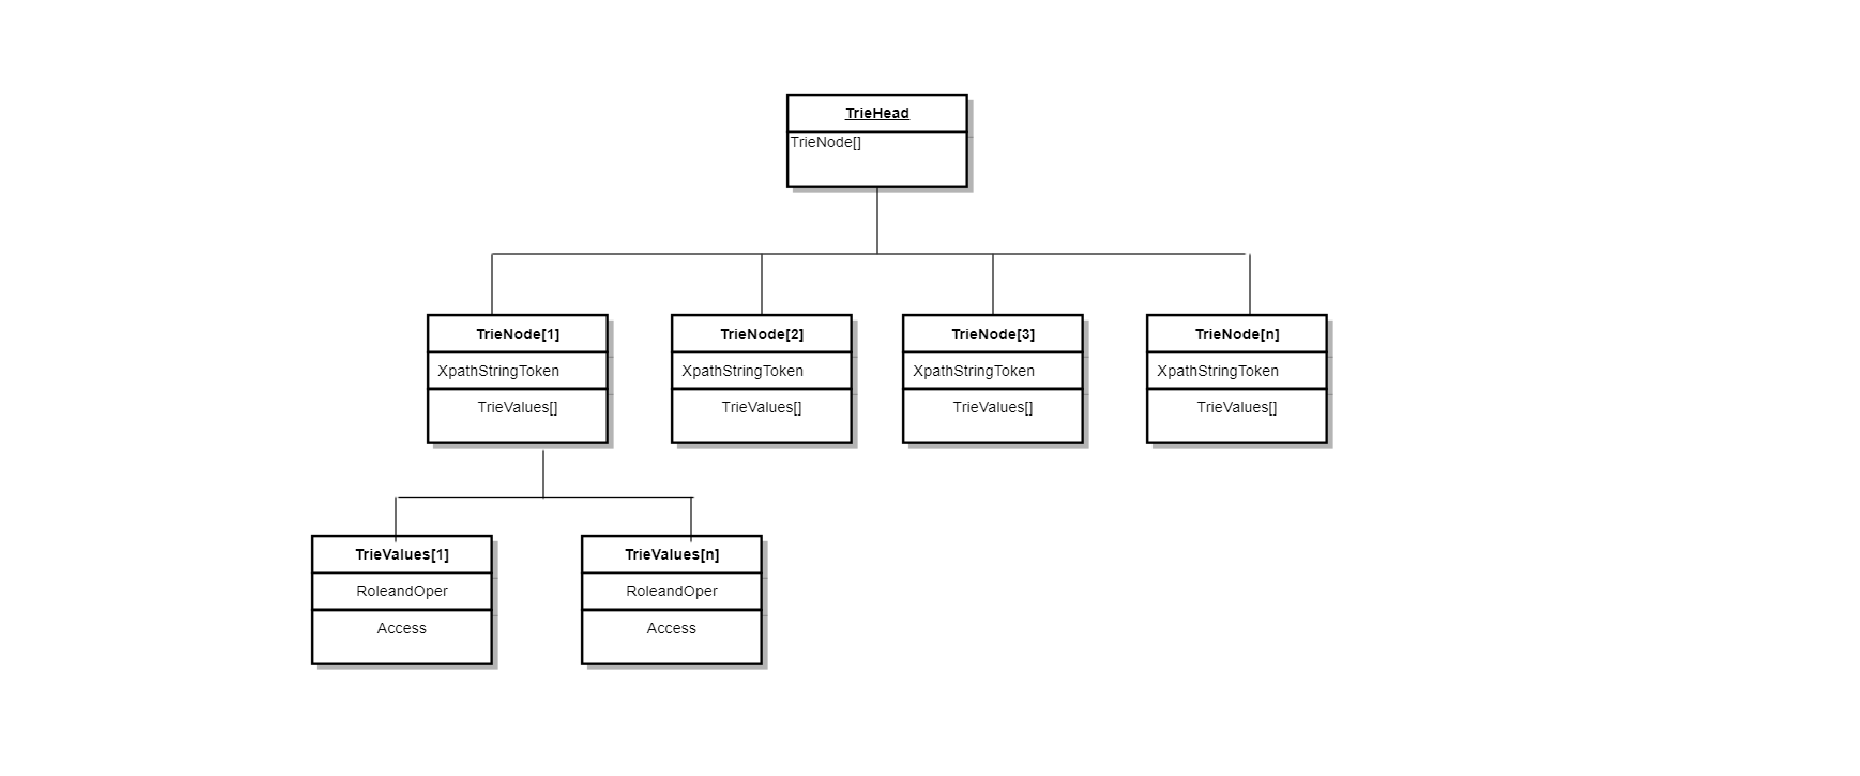 TrieHead
TrieNode[]
TrieNode[1]
XpathStringToken
TrieValues[]
TrieNode[2]
XpathStringToken
TrieValues[]
TrieNode[3]
XpathStringToken
TrieValues[]
TrieNode[n]
XpathStringToken
TrieValues[]
TrieValues[1]
RoleandOper
Access
TrieValues[n]
RoleandOper
Access